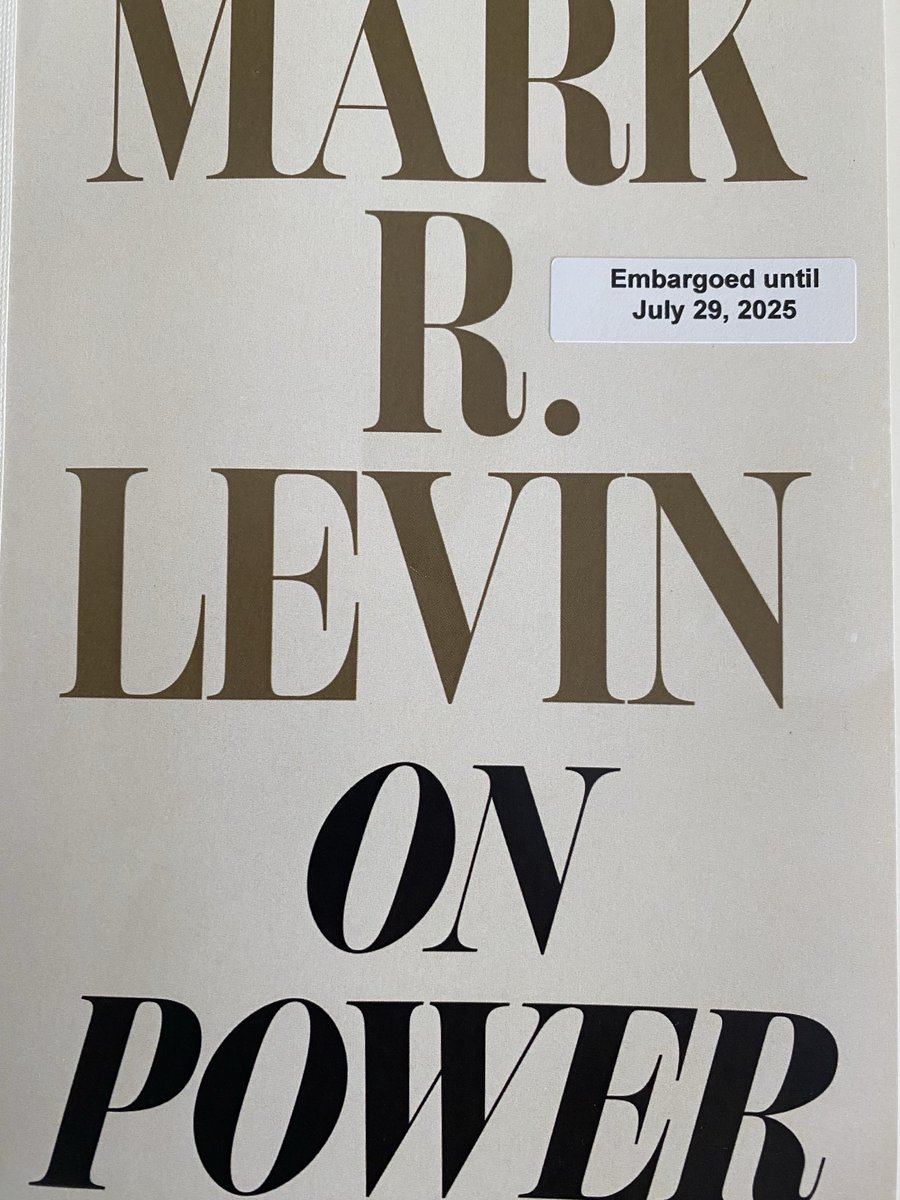 MARK
R.
Embargoed until
July 29, 2025
LEVIN
ON
POWER